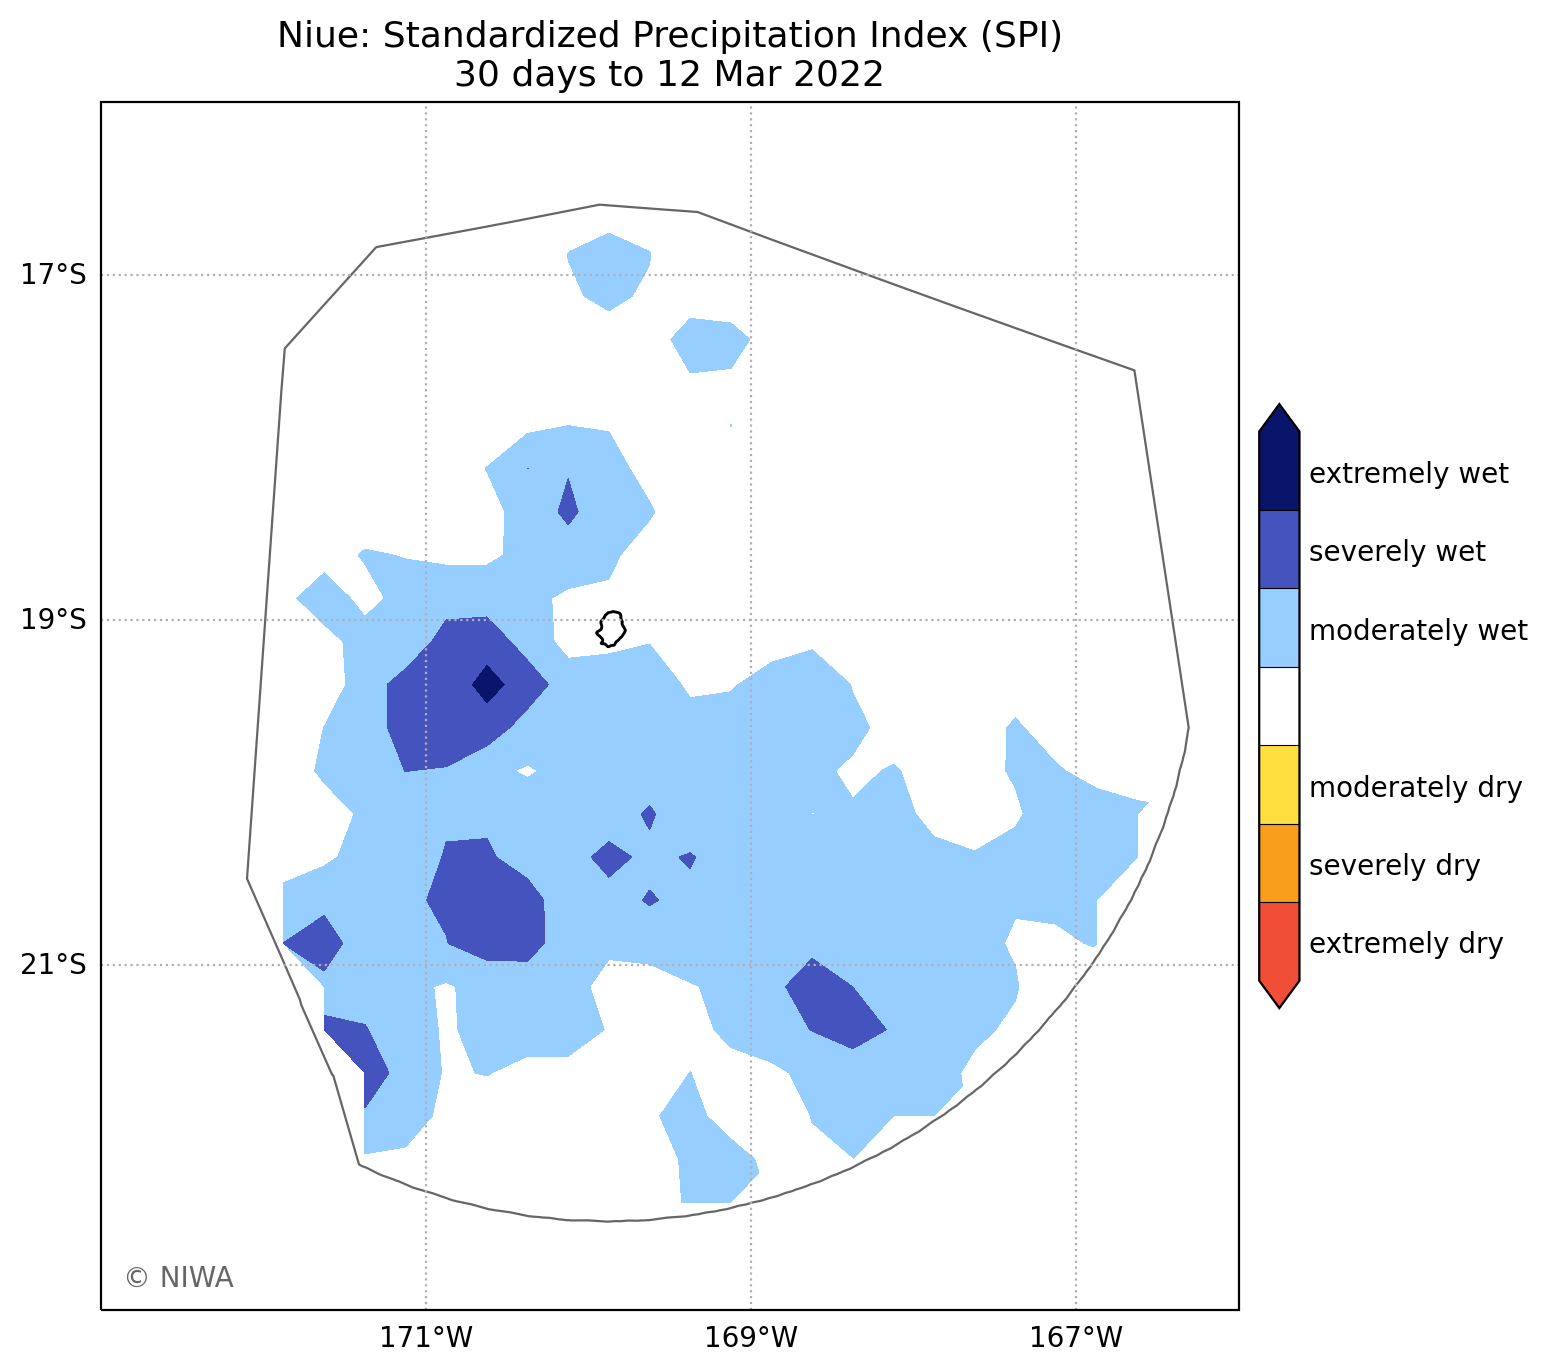 Niue: Standardized Precipitation Index (SPI)
30 days to 12 Mar 2022
17°S
19°S
21°S
171°W
169°W
167°W
extremely wet
severely wet
moderately wet
moderately dry
severely dry
extremely dry
© NIWA